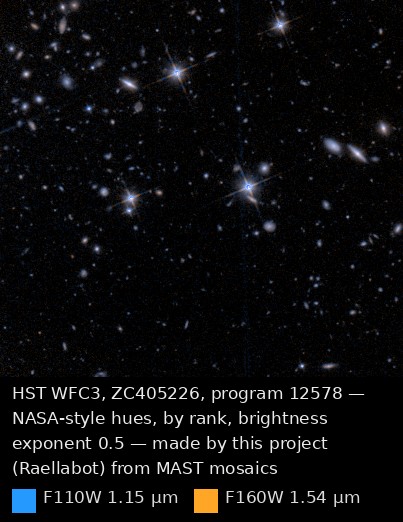 HST WFC3, ZC405226, program 12578 —
NASA-style hues, by rank, brightness
exponent 0.5 — made by this project
(Raellabot) from MAST mosaics
F110W 1.15 µm F160W 1.54 µm